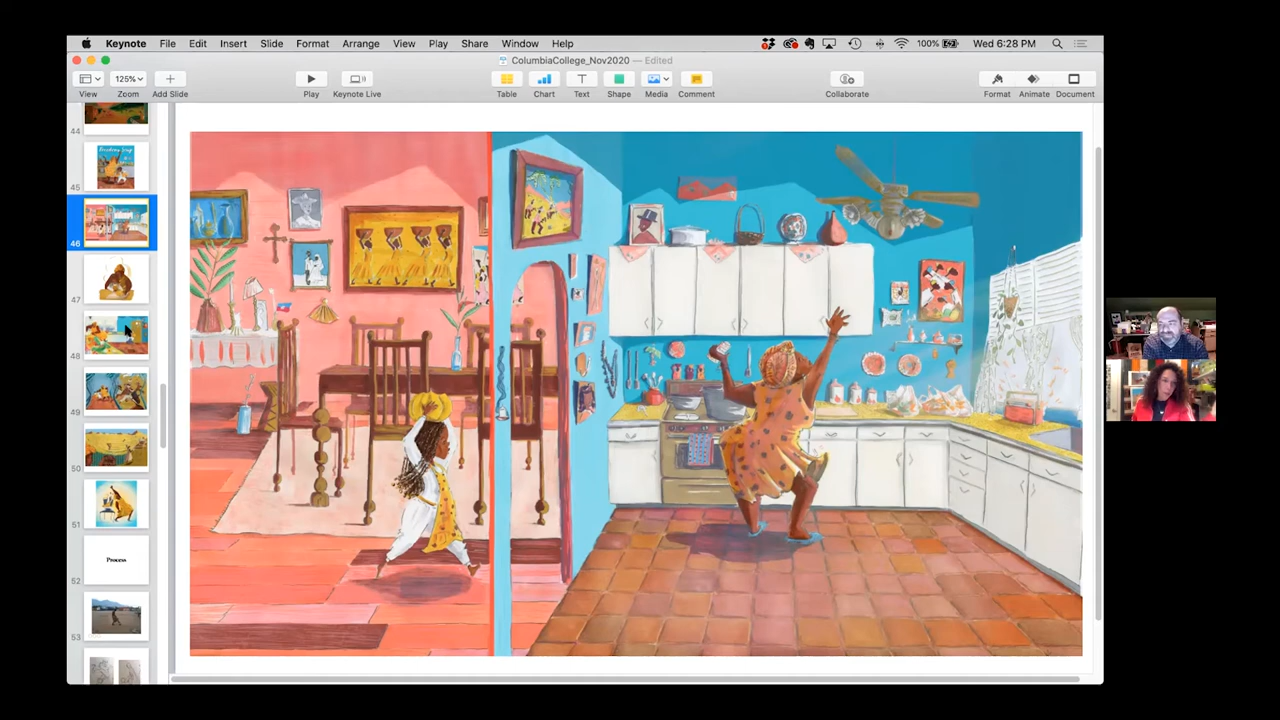 Keynote File Edit Insert Slide Format Arrange View Play Share Window Help 100% Wed 6:28 PM
ColumbiaCollege_Nov2020 — Edited
125%
View Zoom Add Slide Play Keynote Live Table Chart Text Shape Media Comment Collaborate Format Animate Document
44
45
46
47
48
49
50
51
Process
52
53